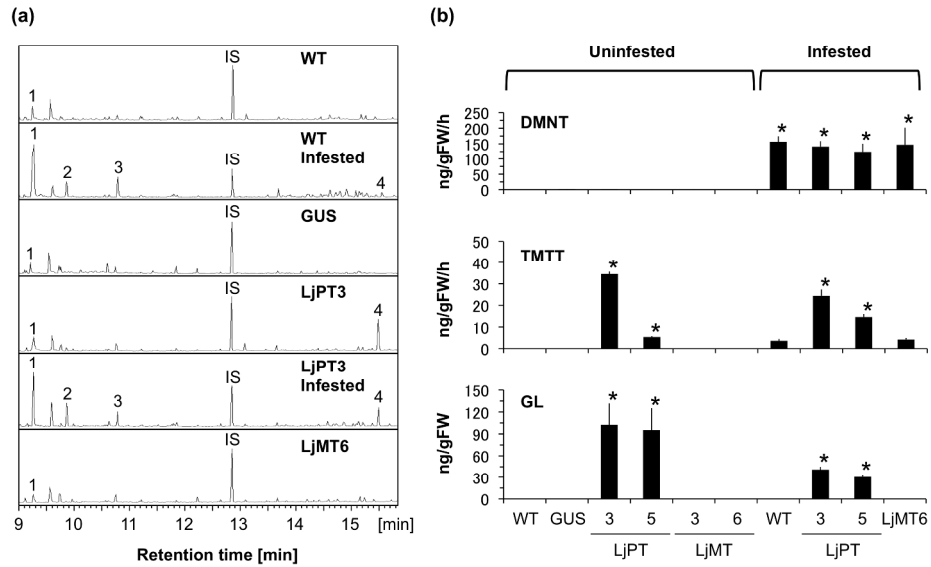 (a)
IS
WT
1
1
WT
Infested
2
3
IS
4
GUS
IS
1
LjPT3
IS
4
1
LjPT3
Infested
1
2
3
IS
4
LjMT6
IS
1
9 10 11 12 13 14 15 [min]
Retention time [min]
(b)
Uninfested Infested
DMNT
ng/gFW/h
250
200
150
100
50
0
* * * *
TMTT
ng/gFW/h
50
40
30
20
10
0
* * * *
GL
ng/gFW
150
120
90
60
30
0
* * * *
WT GUS 3 5 3 6 WT 3 5 LjMT6
LjPT LjMT LjPT